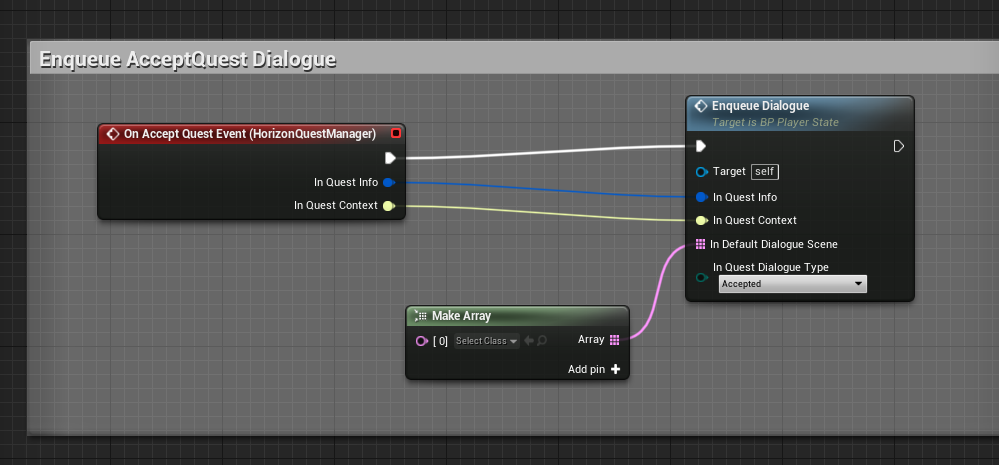 Enqueue AcceptQuest Dialogue
On Accept Quest Event (HorizonQuestManager)
In Quest Info
In Quest Context
Enqueue Dialogue
Target is BP Player State
Target self
In Quest Info
In Quest Context
In Default Dialogue Scene
In Quest Dialogue Type
Accepted
Make Array
[ 0] Select Class Array
Add pin